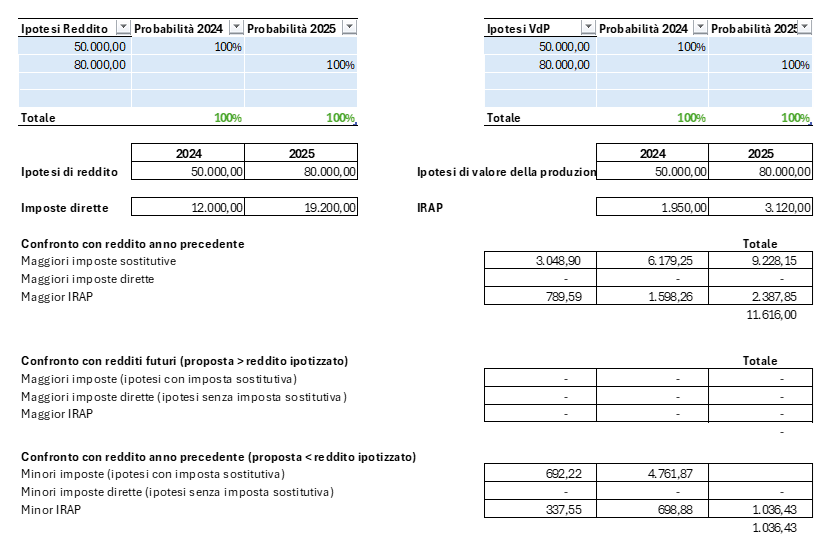 Ipotesi Reddito Probabilità 2024 Probabilità 2025 Ipotesi VdP Probabilità 2024 Probabilità 2025
50.000,00 100% 50.000,00 100%
80.000,00 100% 80.000,00 100%
Totale 100% 100% Totale 100% 100%
2024 2025 2024 2025
Ipotesi di reddito 50.000,00 80.000,00 Ipotesi di valore della produzion 50.000,00 80.000,00
Imposte dirette 12.000,00 19.200,00 IRAP 1.950,00 3.120,00
Confronto con reddito anno precedente Totale
Maggiori imposte sostitutive 3.048,90 6.179,25 9.228,15
Maggiori imposte dirette - - -
Maggior IRAP 789,59 1.598,26 2.387,85
11.616,00
Confronto con redditi futuri (proposta > reddito ipotizzato) Totale
Maggiori imposte (ipotesi con imposta sostitutiva) - - -
Maggiori imposte dirette (ipotesi senza imposta sostitutiva) - - -
Maggior IRAP - - -
-
Confronto con reddito anno precedente (proposta < reddito ipotizzato)
Minori imposte (ipotesi con imposta sostitutiva) 692,22 4.761,87
Minori imposte dirette (ipotesi senza imposta sostitutiva) - - -
Minor IRAP 337,55 698,88 1.036,43
1.036,43